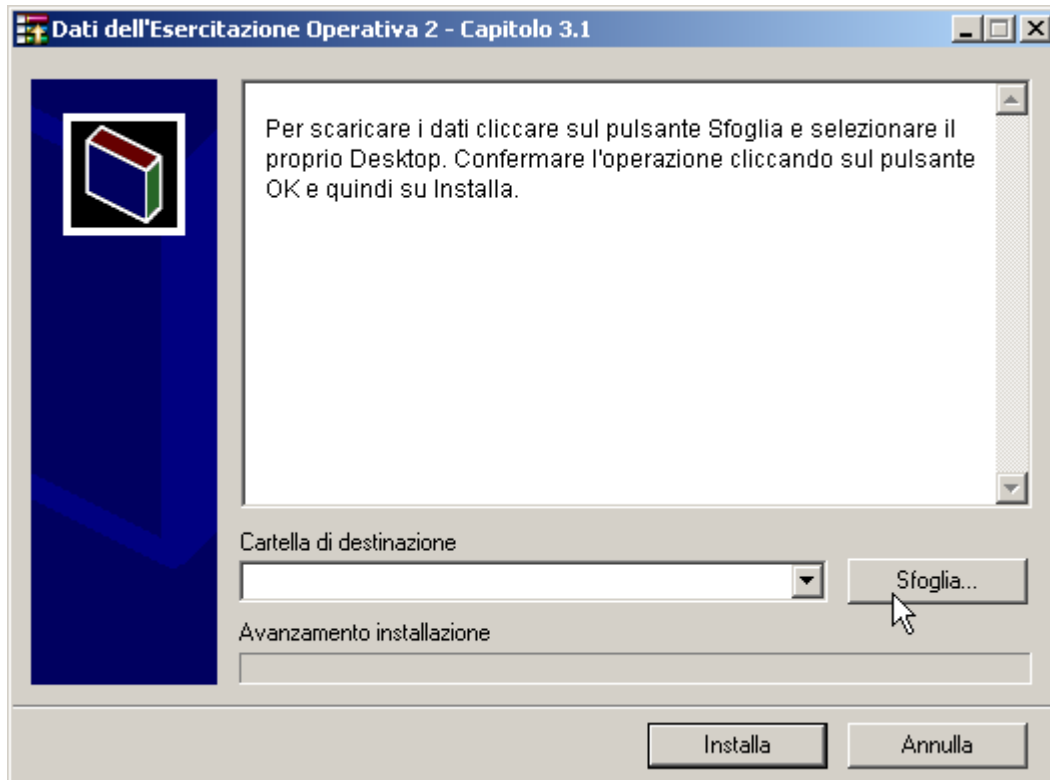 Dati dell'Esercitazione Operativa 2 - Capitolo 3.1
Per scaricare i dati cliccare sul pulsante Sfoglia e selezionare il
proprio Desktop. Confermare l'operazione cliccando sul pulsante
OK e quindi su Installa.
Cartella di destinazione
Sfoglia...
Avanzamento installazione
Installa
Annulla